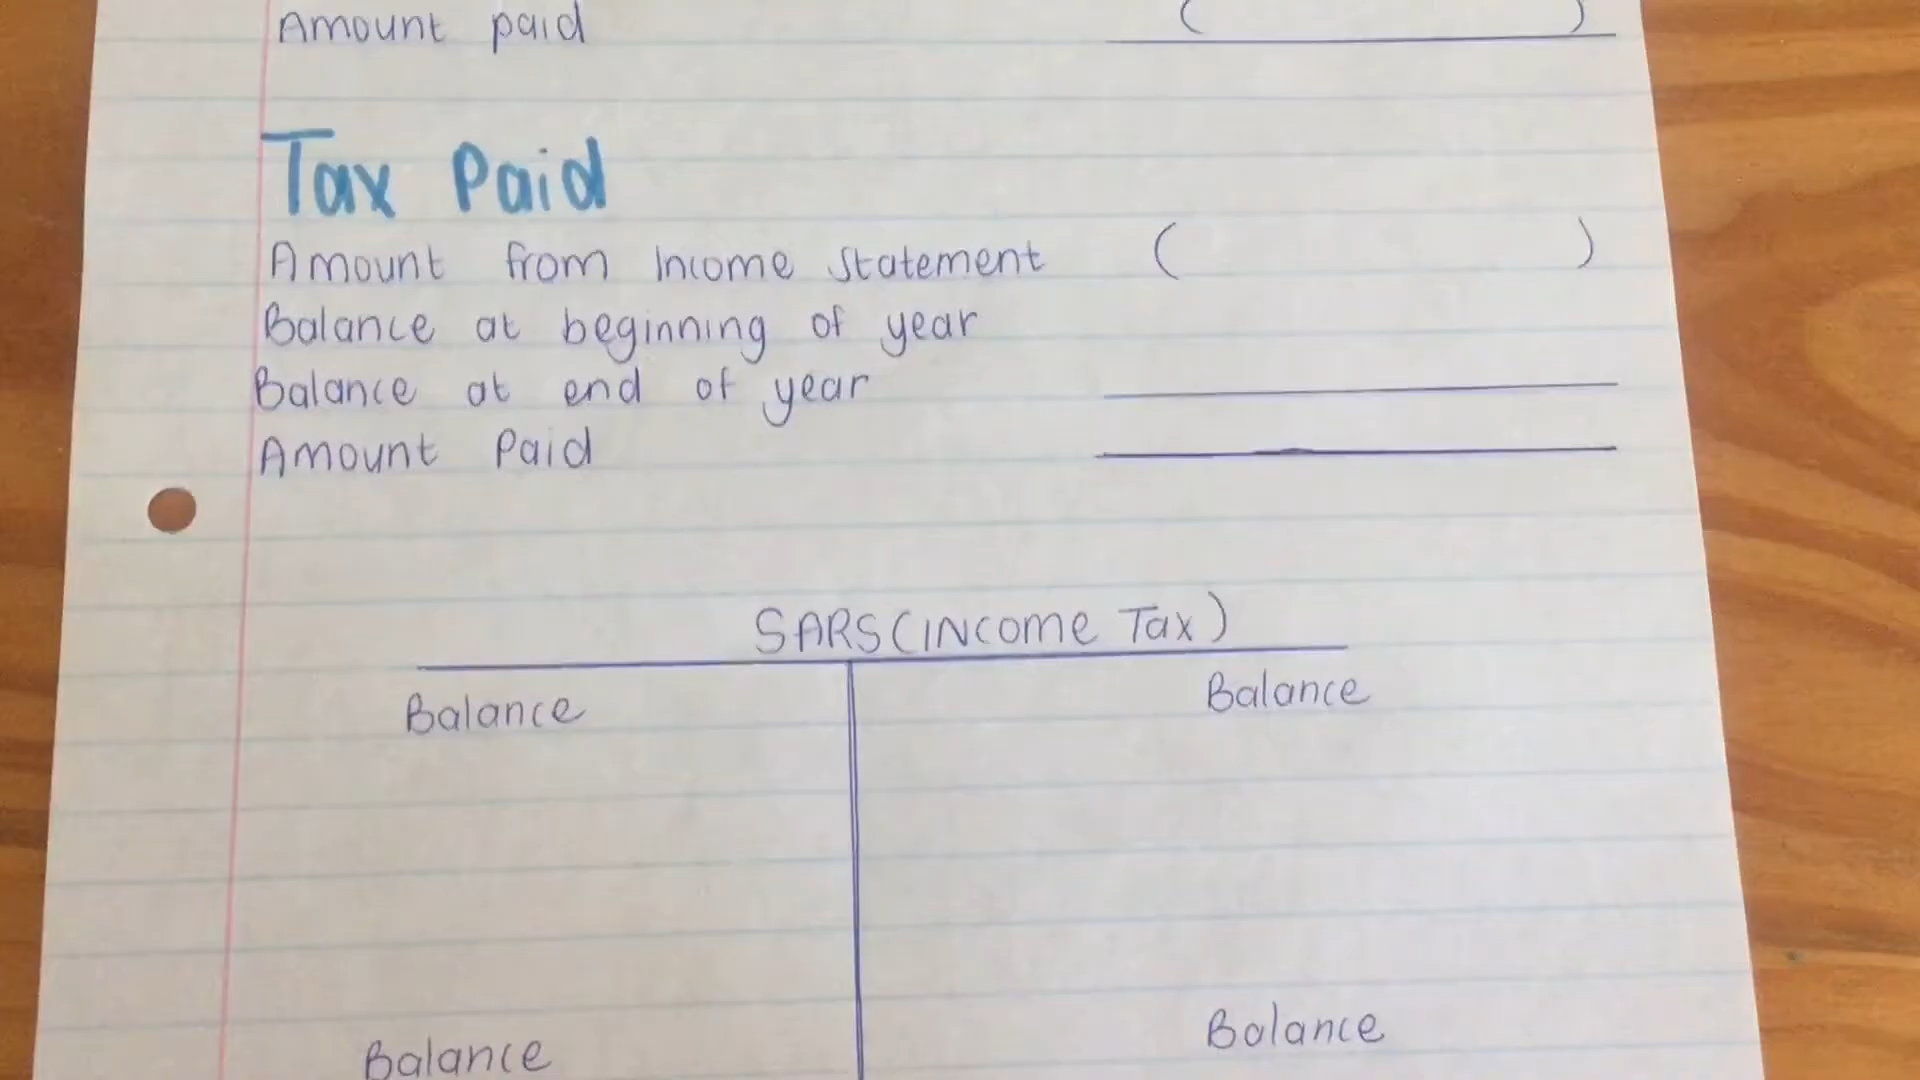 Amount paid ( )
Tax Paid
Amount from Income Statement ( )
Balance at beginning of year
Balance at end of year
Amount Paid
SARS (INcome Tax)
Balance Balance
Balance Balance